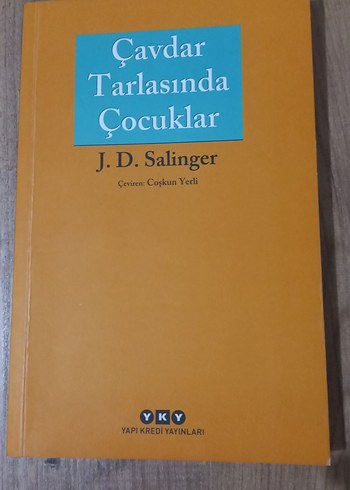 Çavdar
Tarlasında
Çocuklar
J. D. Salinger
Çeviren: Coşkun Yerli
YKY
YAPI KREDİ YAYINLARI